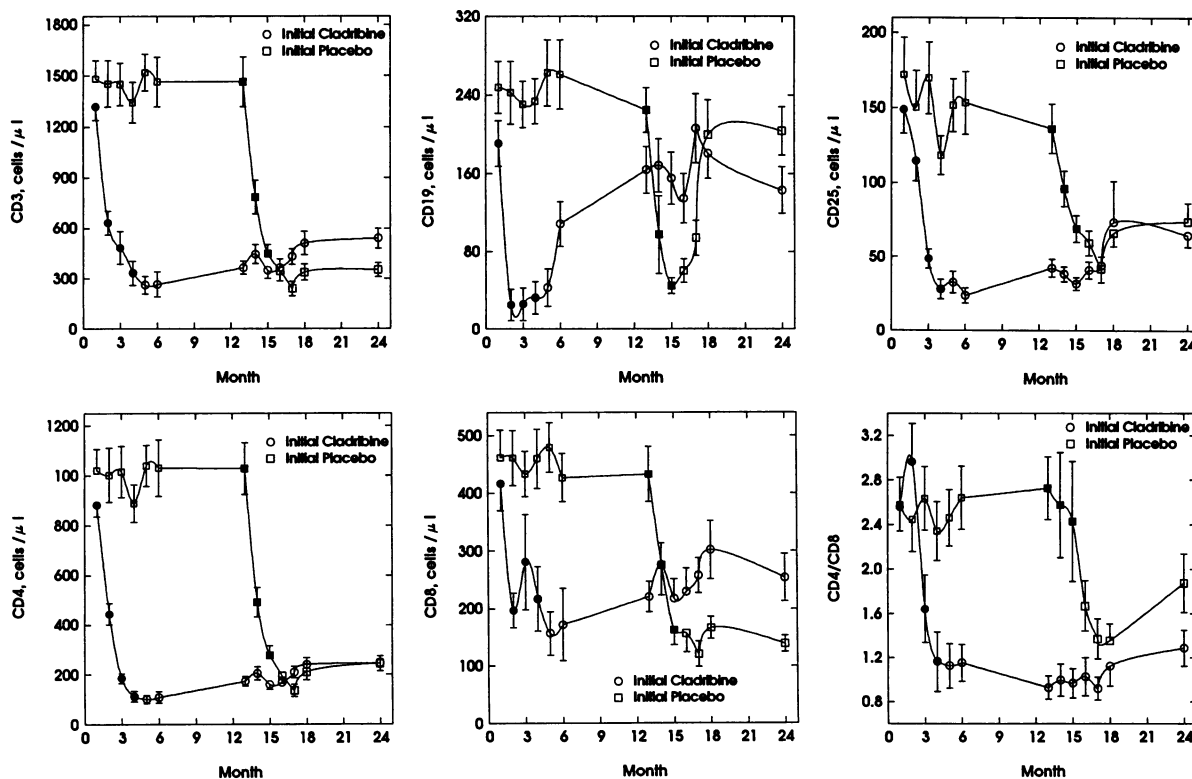 CD3, cells / μ l
1800
1500
1200
900
600
300
0
Initial Cladribine
Initial Placebo
0 3 6 9 12 15 18 21 24
Month
CD19, cells / μ l
320
240
160
80
0
Initial Cladribine
Initial Placebo
0 3 6 9 12 15 18 21 24
Month
CD25, cells / μ l
200
150
100
50
0
Initial Cladribine
Initial Placebo
0 3 6 9 12 15 18 21 24
Month
CD4, cells / μ l
1200
1000
800
600
400
200
0
Initial Cladribine
Initial Placebo
0 3 6 9 12 15 18 21 24
Month
CD8, cells / μ l
500
400
300
200
100
0
Initial Cladribine
Initial Placebo
0 3 6 9 12 15 18 21 24
Month
CD4/CD8
3.2
2.8
2.4
2.0
1.6
1.2
0.8
Initial Cladribine
Initial Placebo
0 3 6 9 12 15 18 21 24
Month